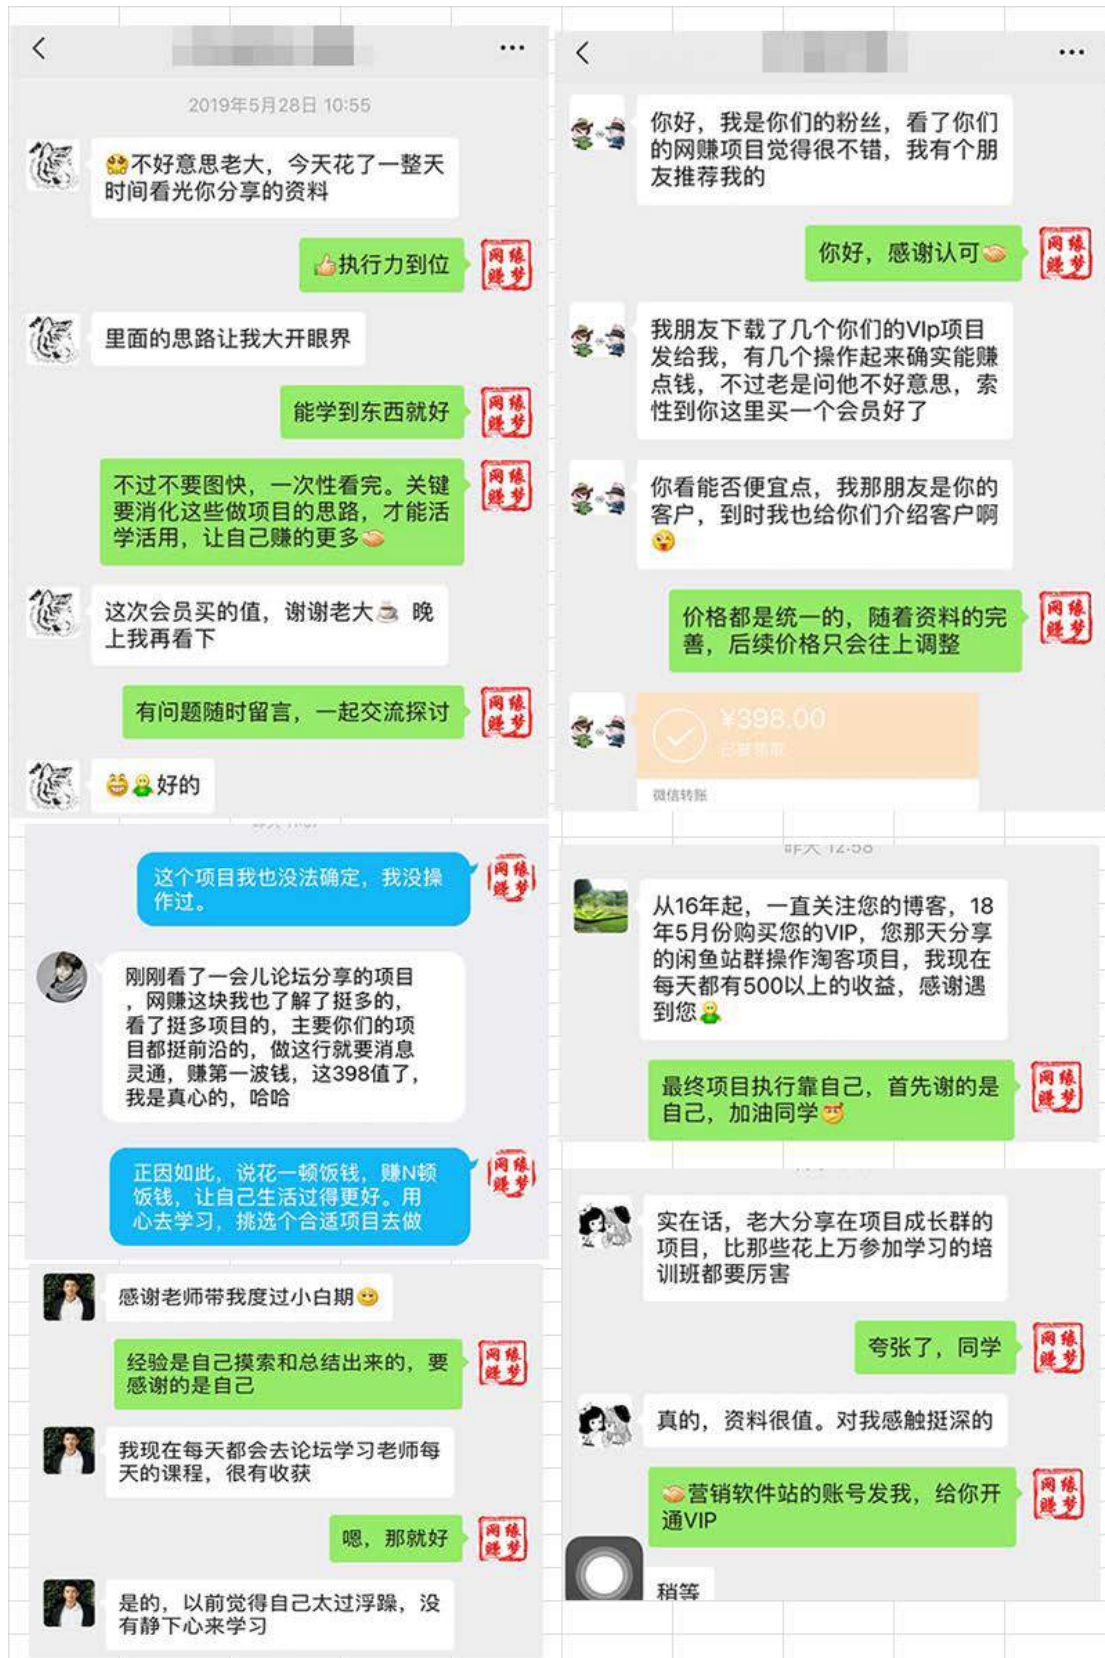 2019年5月28日 10:55
不好意思老大，今天花了一整天
时间看光你分享的资料
执行力到位
里面的思路让我大开眼界
能学到东西就好
不过不要图快，一次性看完。关键
要消化这些做项目的思路，才能活
学活用，让自己赚的更多
这次会员买的值，谢谢老大 晚
上我再看下
有问题随时留言，一起交流探讨
好的
你好，我是你们的粉丝，看了你们
的网赚项目觉得很不错，我有个朋
友推荐我的
你好，感谢认可
我朋友下载了几个你们的VIp项目
发给我，有几个操作起来确实能赚
点钱，不过老是问他不好意思，索
性到你这里买一个会员好了
你看能否便宜点，我那朋友是你的
客户，到时我也给你们介绍客户啊
价格都是统一的，随着资料的完
善，后续价格只会往上调整
¥398.00
已被领取
微信转账
这个项目我也没法确定，我没操
作过。
刚刚看了一会儿论坛分享的项目
，网赚这块我也了解了挺多的，
看了挺多项目的，主要你们的项
目都挺前沿的，做这行就要消息
灵通，赚第一波钱，这398值了，
我是真心的，哈哈
正因如此，说花一顿饭钱，赚N顿
饭钱，让自己生活过得更好。用
心去学习，挑选个合适项目去做
昨天 12:58
从16年起，一直关注您的博客，18
年5月份购买您的VIP，您那天分享
的闲鱼站群操作淘客项目，我现在
每天都有500以上的收益，感谢遇
到您
最终项目执行靠自己，首先谢的是
自己，加油同学
感谢老师带我度过小白期
经验是自己摸索和总结出来的，要
感谢的是自己
我现在每天都会去论坛学习老师每
天的课程，很有收获
嗯，那就好
是的，以前觉得自己太过浮躁，没
有静下心来学习
实在话，老大分享在项目成长群的
项目，比那些花上万参加学习的培
训班都要厉害
夸张了，同学
真的，资料很值。对我感触挺深的
营销软件站的账号发我，给你开
通VIP
稍等
网缘
赚梦